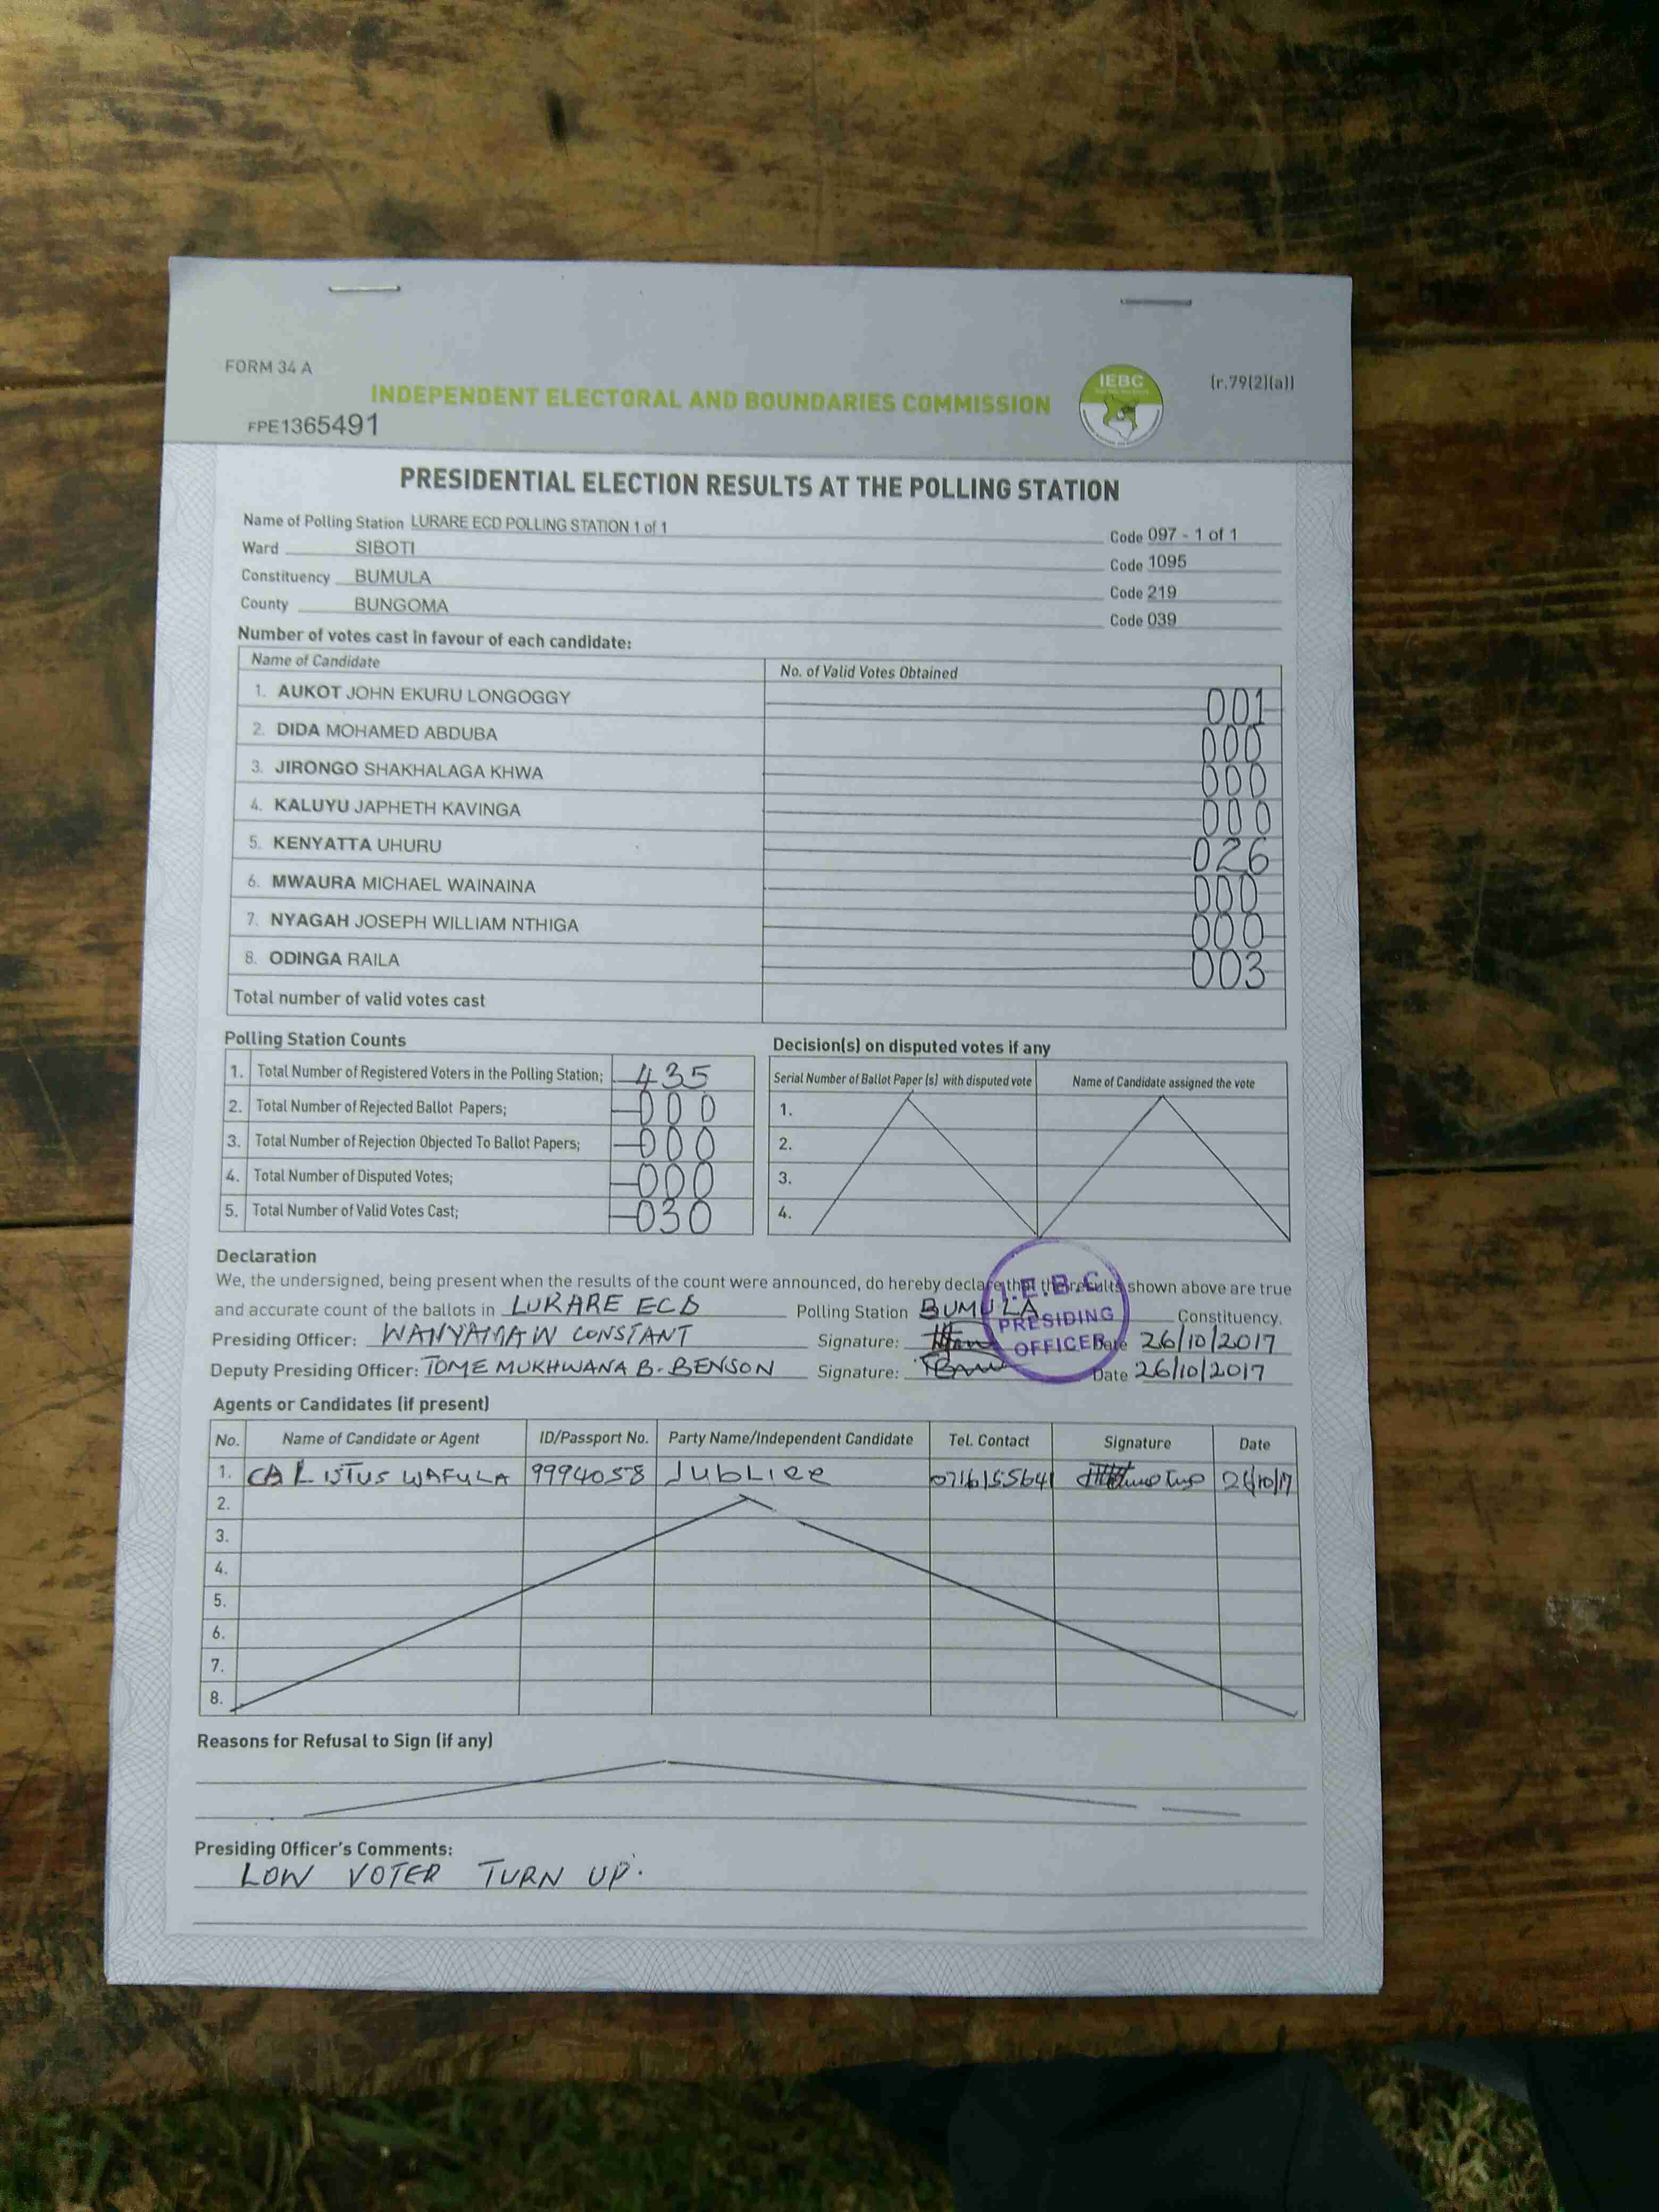 FORM 34 A
INDEPENDENT ELECTORAL AND BOUNDARIES COMMISSION
IEBC
(r.79(2)(a))
FPE1365491
PRESIDENTIAL ELECTION RESULTS AT THE POLLING STATION
Name of Polling Station LURARE ECD POLLING STATION 1 of 1 Code 097 - 1 of 1
Ward SIBOTI Code 1095
Constituency BUMULA Code 219
County BUNGOMA Code 039
Number of votes cast in favour of each candidate:
Name of Candidate No. of Valid Votes Obtained
1. AUKOT JOHN EKURU LONGOGGY 001
2. DIDA MOHAMED ABDUBA 000
3. JIRONGO SHAKHALAGA KHWA 000
4. KALUYU JAPHETH KAVINGA 000
5. KENYATTA UHURU 026
6. MWAURA MICHAEL WAINAINA 000
7. NYAGAH JOSEPH WILLIAM NTHIGA 000
8. ODINGA RAILA 003
Total number of valid votes cast
Polling Station Counts
1. Total Number of Registered Voters in the Polling Station; 435
2. Total Number of Rejected Ballot Papers; 000
3. Total Number of Rejection Objected To Ballot Papers; 000
4. Total Number of Disputed Votes; 000
5. Total Number of Valid Votes Cast; 030
Decision(s) on disputed votes if any
Serial Number of Ballot Paper (s) with disputed vote Name of Candidate assigned the vote
1.
2.
3.
4.
Declaration
We, the undersigned, being present when the results of the count were announced, do hereby declare that the results shown above are true
and accurate count of the ballots in LURARE ECD Polling Station BUMULA Constituency.
Presiding Officer: WANYAMA W CONSTANT Signature: Date 26/10/2017
Deputy Presiding Officer: TOME MUKHWANA B. BENSON Signature: Date 26/10/2017
I.E.B.C
PRESIDING
OFFICER
Agents or Candidates (if present)
No. Name of Candidate or Agent ID/Passport No. Party Name/Independent Candidate Tel. Contact Signature Date
1. CALISTUS WAFULA 9994058 JubLiee 0716155641 26/10/17
2.
3.
4.
5.
6.
7.
8.
Reasons for Refusal to Sign (if any)
Presiding Officer's Comments:
LOW VOTER TURN UP.